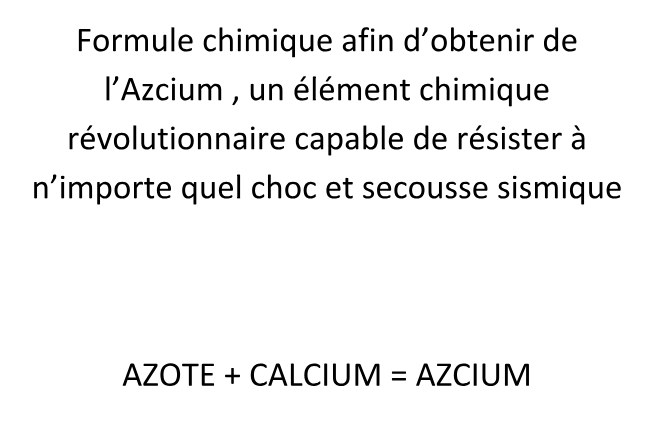 Formule chimique afin d’obtenir de
l’Azcium , un élément chimique
révolutionnaire capable de résister à
n’importe quel choc et secousse sismique
AZOTE + CALCIUM = AZCIUM